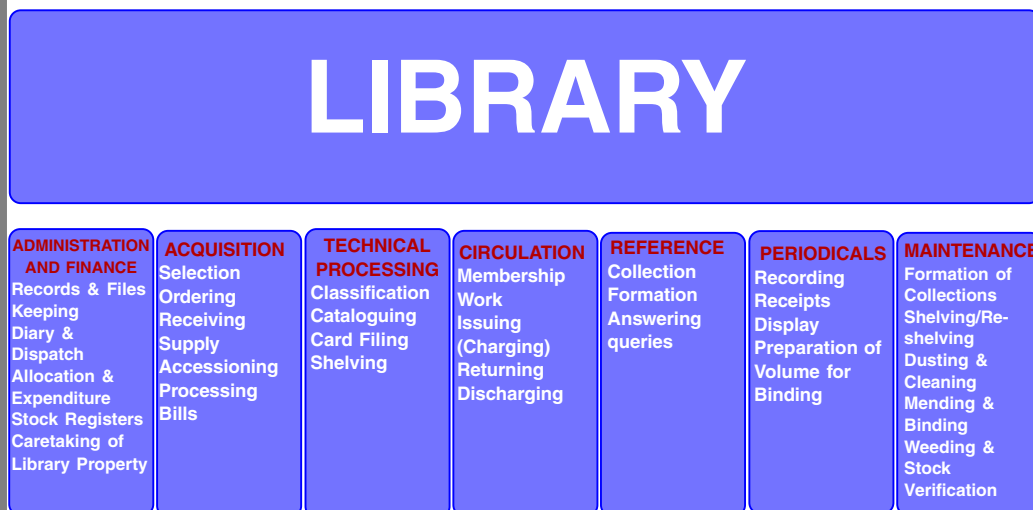 LIBRARY
ADMINISTRATION
AND FINANCE
Records & Files
Keeping
Diary &
Dispatch
Allocation &
Expenditure
Stock Registers
Caretaking of
Library Property
ACQUISITION
Selection
Ordering
Receiving
Supply
Accessioning
Processing
Bills
TECHNICAL
PROCESSING
Classification
Cataloguing
Card Filing
Shelving
CIRCULATION
Membership
Work
Issuing
(Charging)
Returning
Discharging
REFERENCE
Collection
Formation
Answering
queries
PERIODICALS
Recording
Receipts
Display
Preparation of
Volume for
Binding
MAINTENANCE
Formation of
Collections
Shelving/Re-
shelving
Dusting &
Cleaning
Mending &
Binding
Weeding &
Stock
Verification